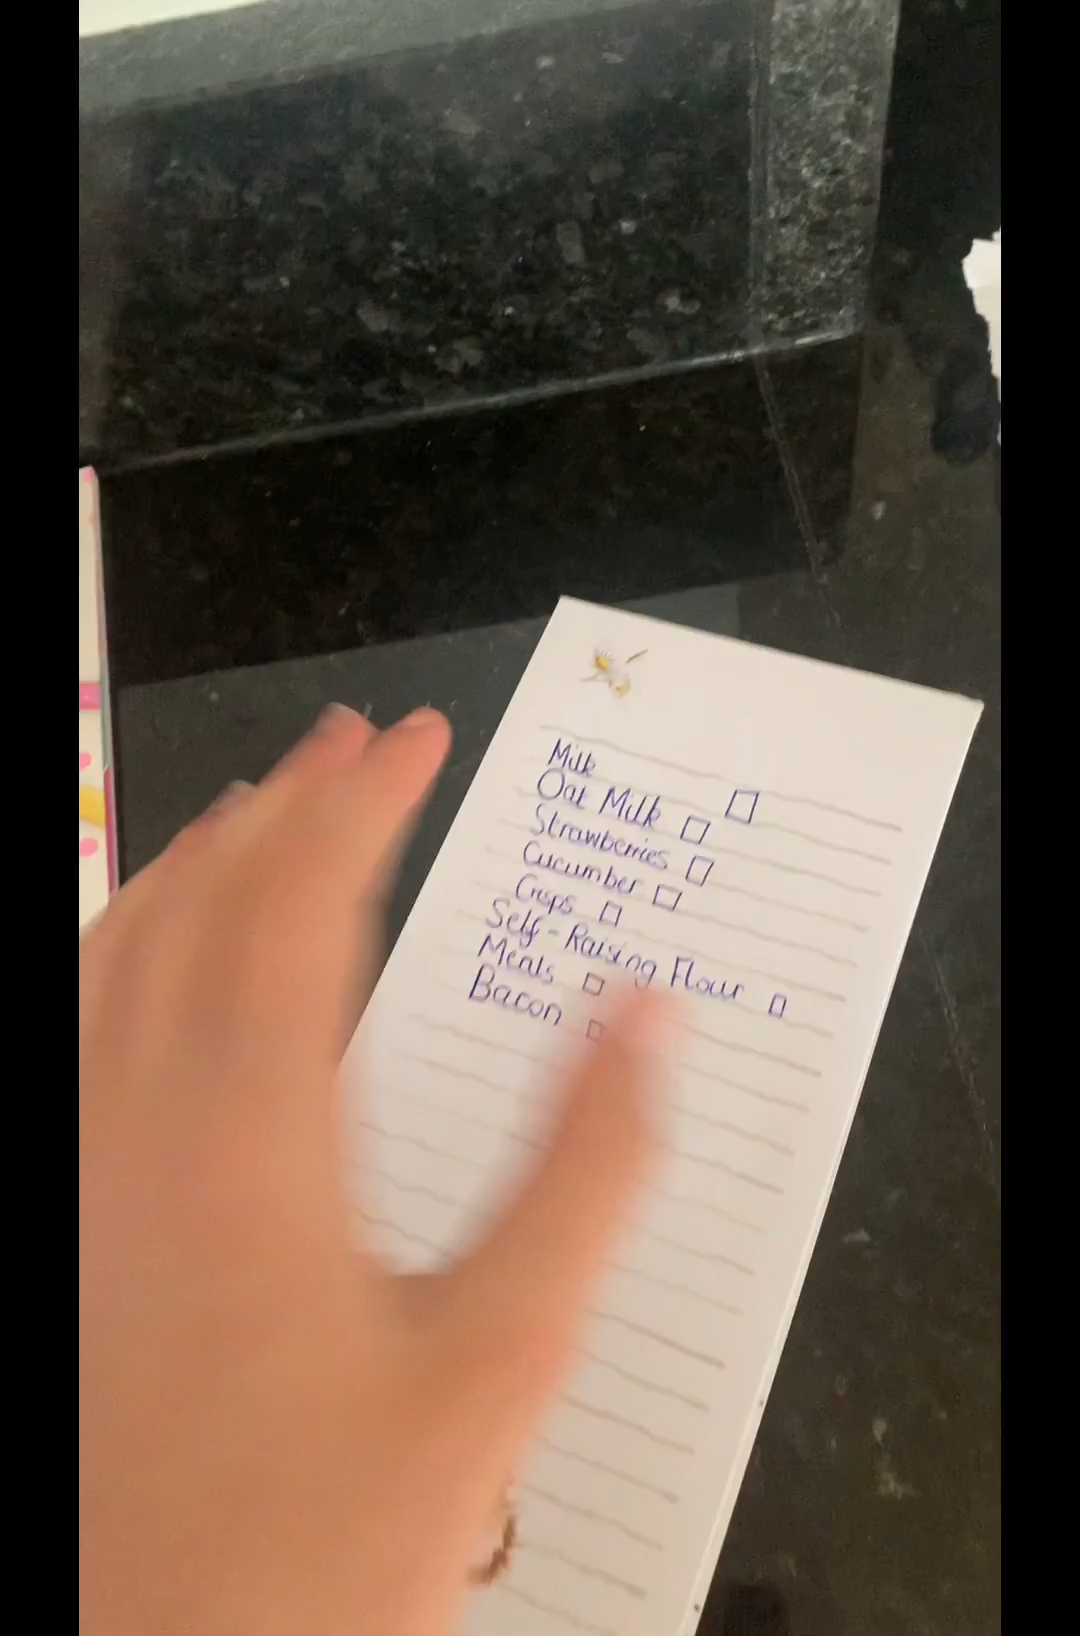 Milk
Oat Milk
Strawberries
Cucumber
Crisps
Self-Raising Flour
Meals
Bacon